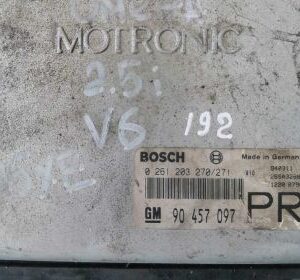 MOTRONIC
2.5i
V6 192
BOSCH Made in Germany
0 261 203 270/271
GM 90 457 097 PR